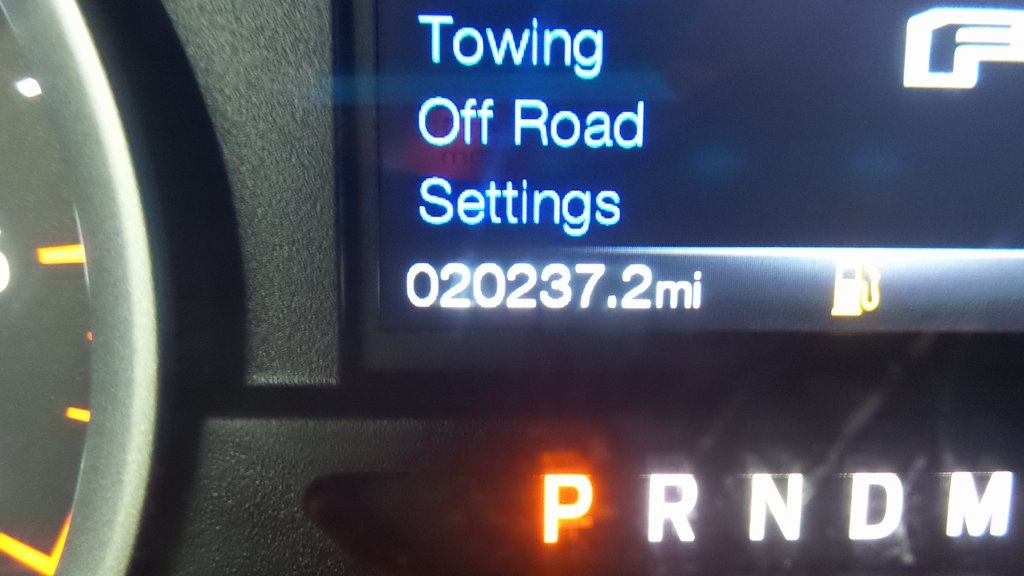 Towing
Off Road
Settings
020237.2mi
P R N D M